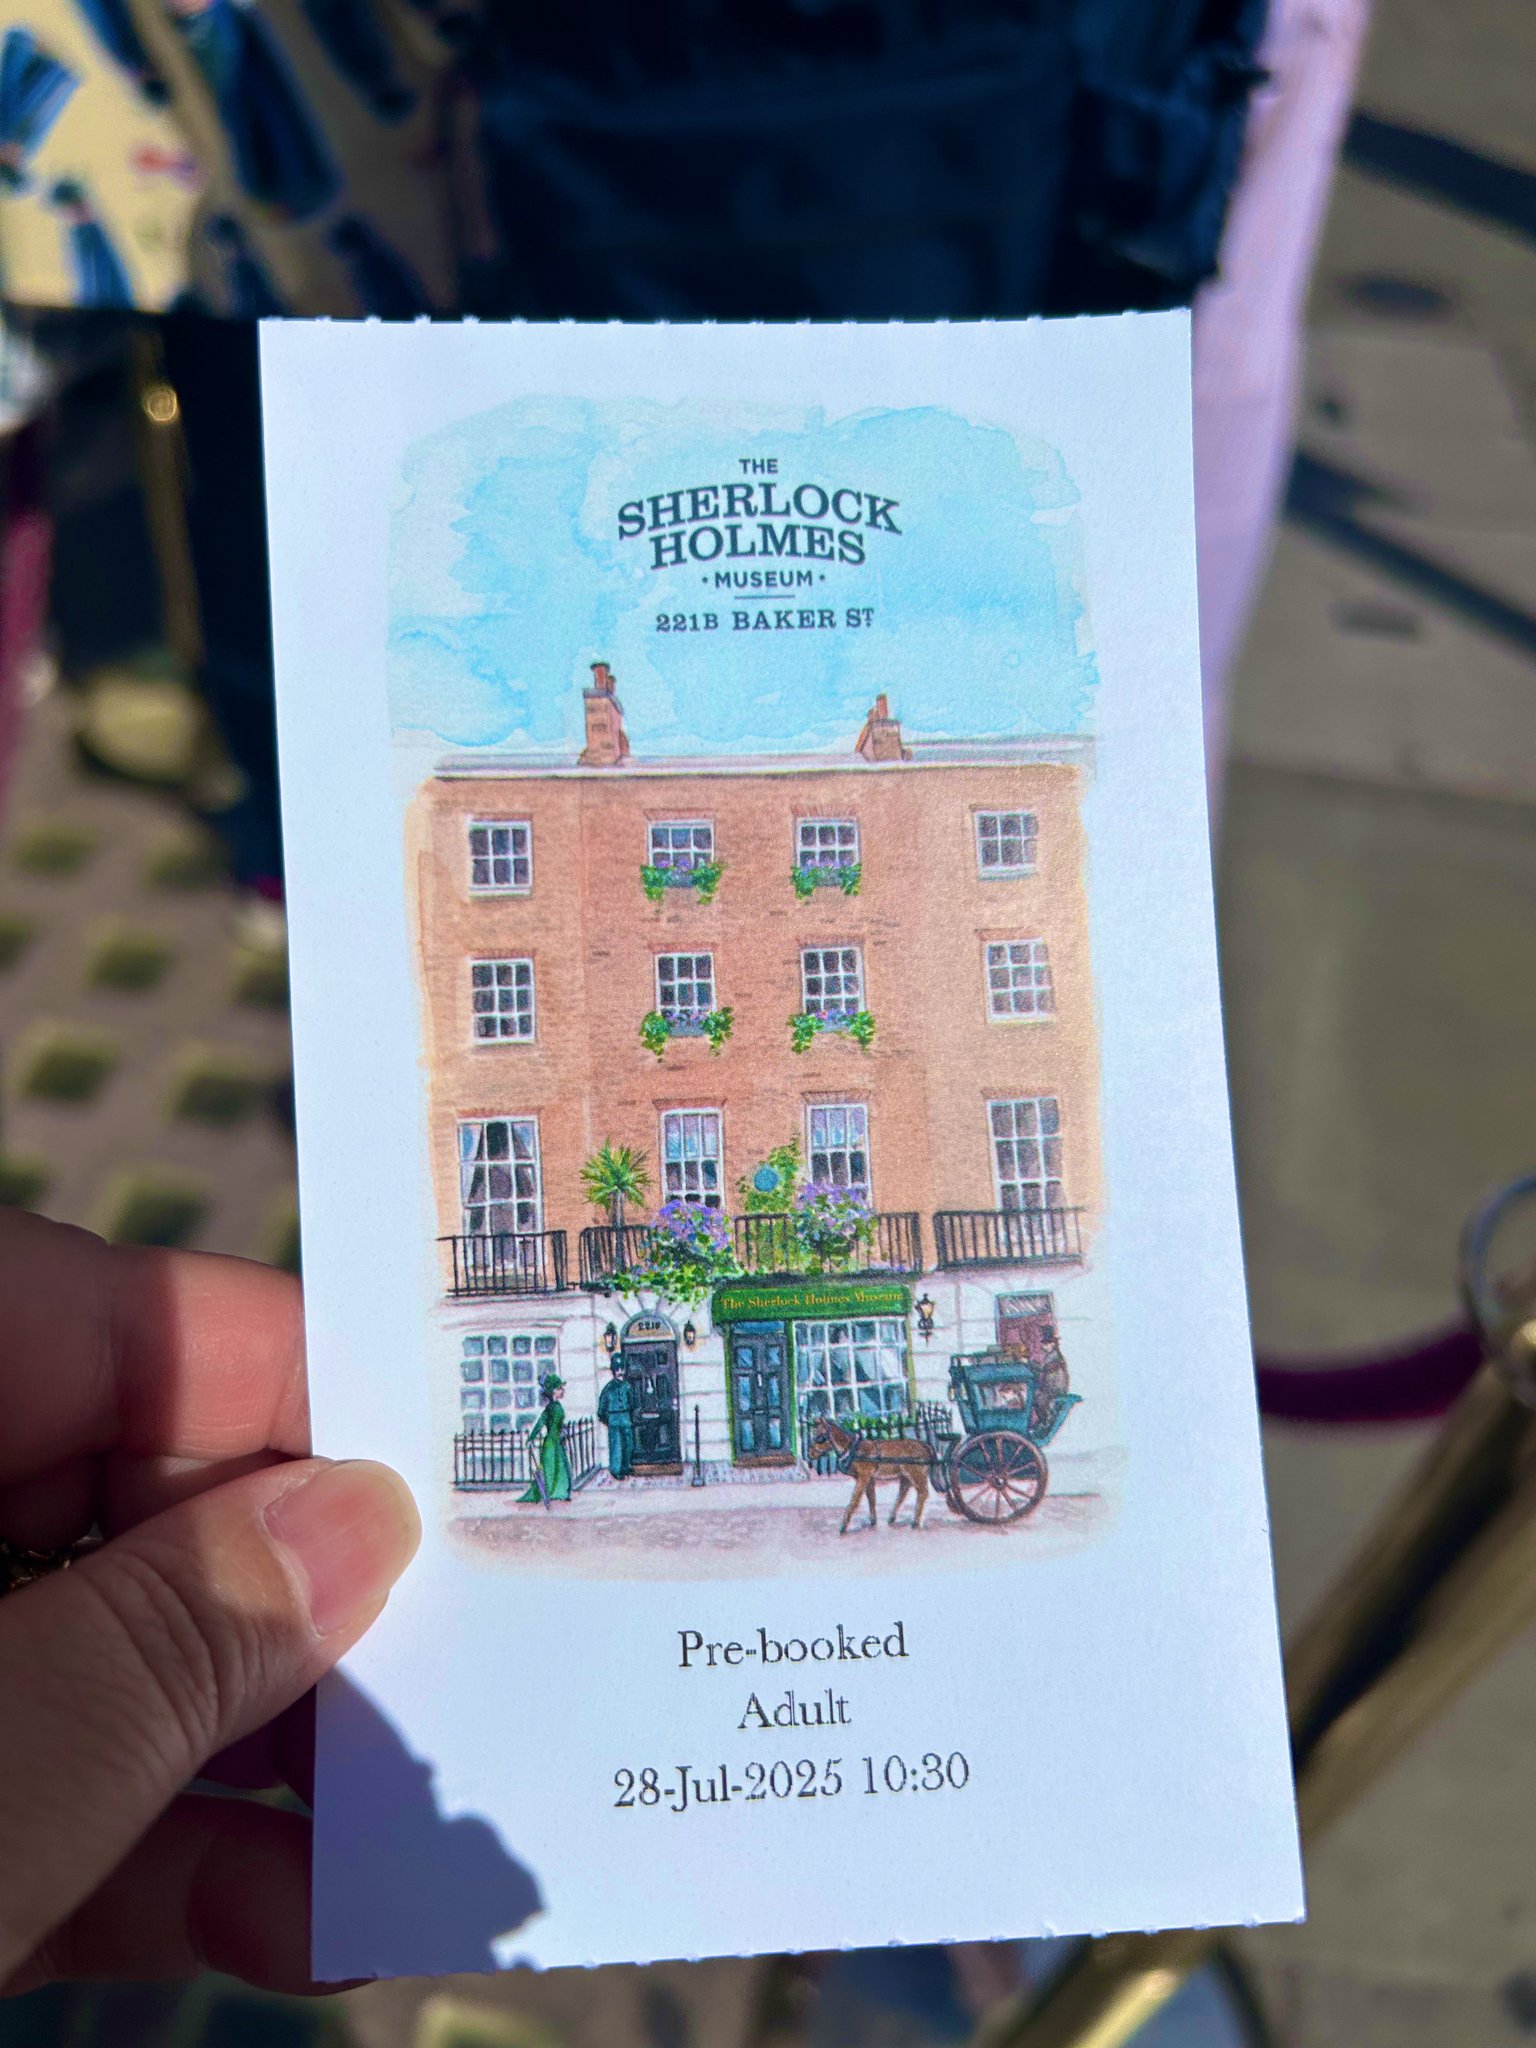 THE
SHERLOCK
HOLMES
· MUSEUM ·
221B BAKER ST
The Sherlock Holmes Museum
221B
Pre-booked
Adult
28-Jul-2025 10:30